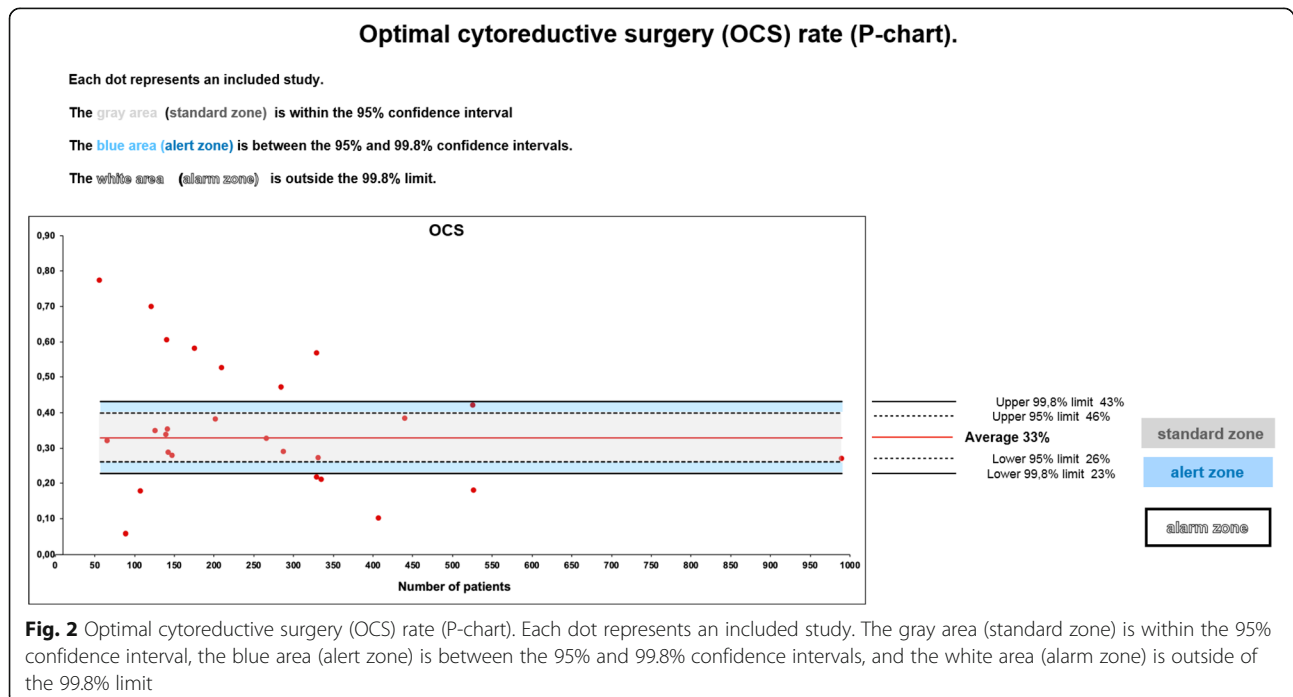 Optimal cytoreductive surgery (OCS) rate (P-chart).
Each dot represents an included study.
The gray area (standard zone) is within the 95% confidence interval
The blue area (alert zone) is between the 95% and 99.8% confidence intervals.
The white area (alarm zone) is outside the 99.8% limit.
OCS
0,90
0,80
0,70
0,60
0,50
0,40
0,30
0,20
0,10
0,00
0 50 100 150 200 250 300 350 400 450 500 550 600 650 700 750 800 850 900 950 1000
Number of patients
Upper 99,8% limit 43%
Upper 95% limit 46%
Average 33%
Lower 95% limit 26%
Lower 99,8% limit 23%
standard zone
alert zone
alarm zone
Fig. 2 Optimal cytoreductive surgery (OCS) rate (P-chart). Each dot represents an included study. The gray area (standard zone) is within the 95%
confidence interval, the blue area (alert zone) is between the 95% and 99.8% confidence intervals, and the white area (alarm zone) is outside of
the 99.8% limit